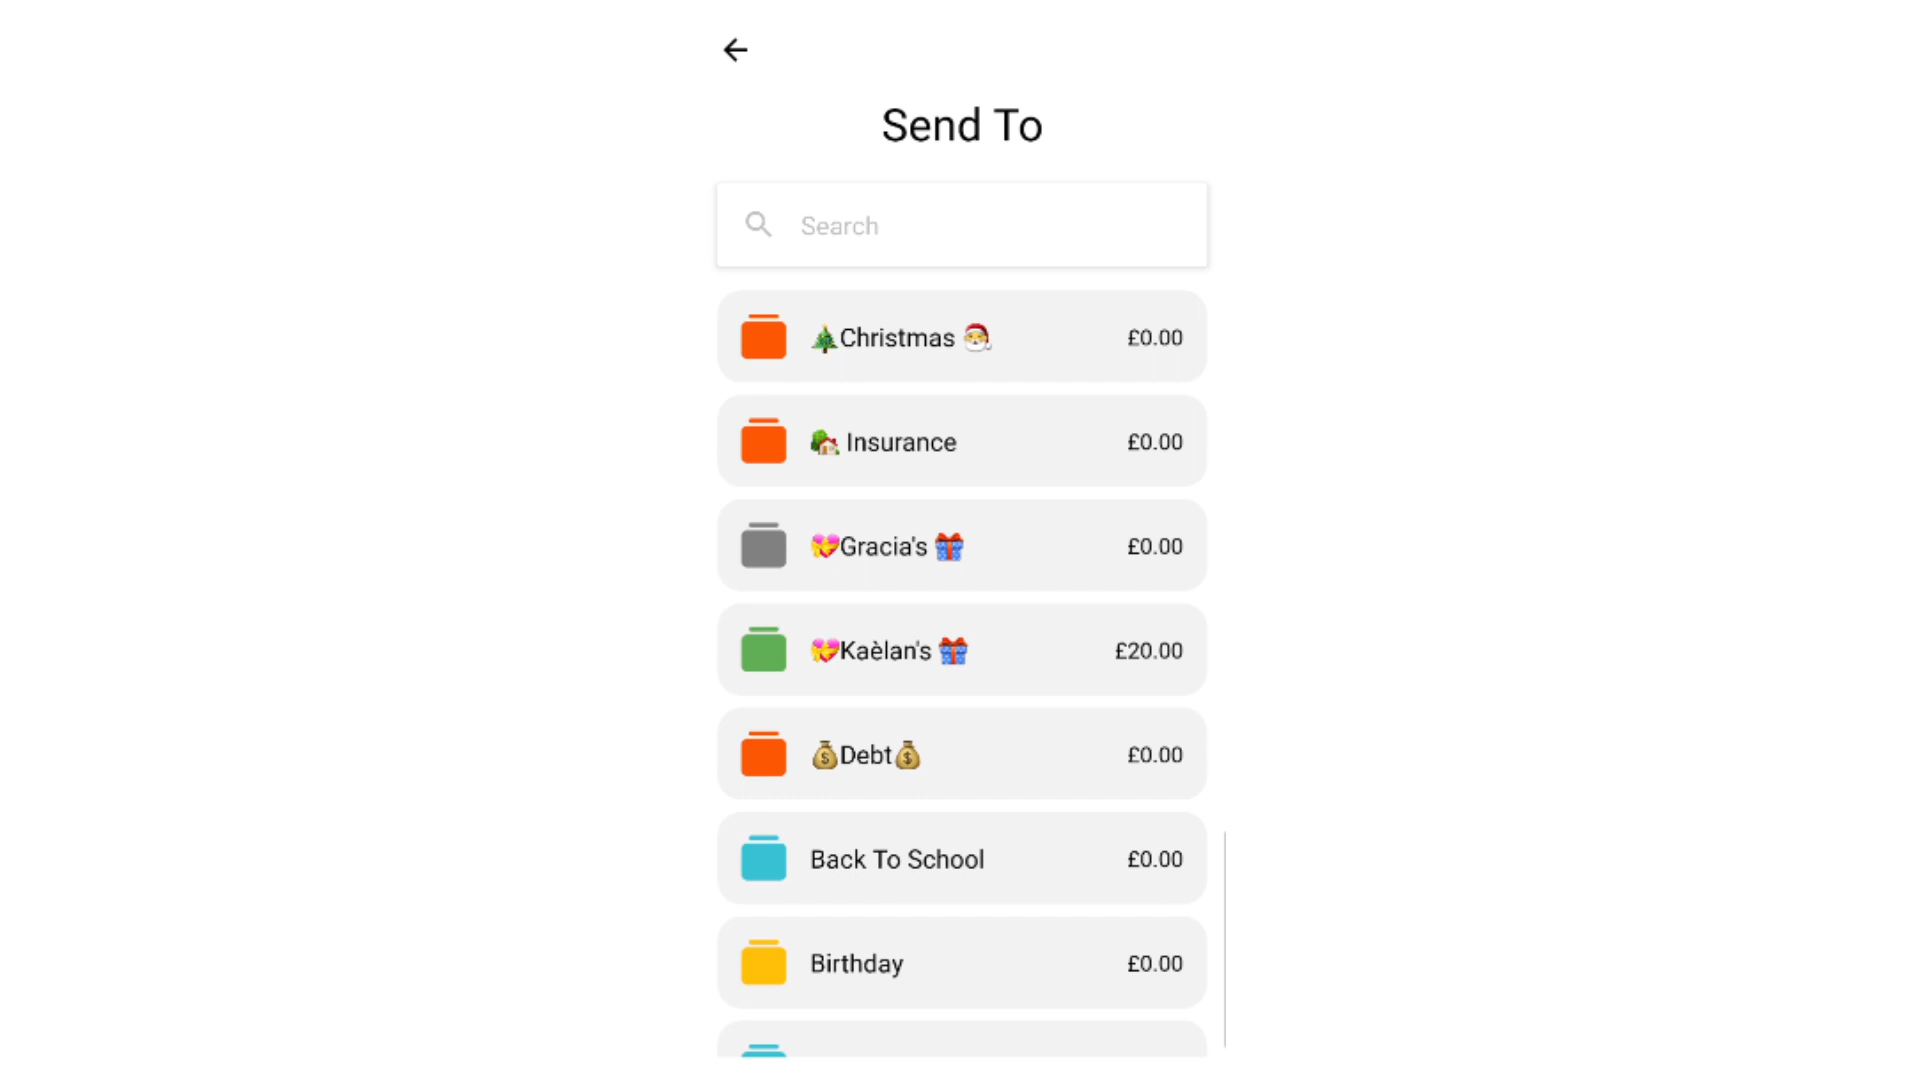 Send To
Search
🎄Christmas 🎅 £0.00
🏡 Insurance £0.00
💝Gracia's 🎁 £0.00
💝Kaèlan's 🎁 £20.00
💰Debt💰 £0.00
Back To School £0.00
Birthday £0.00